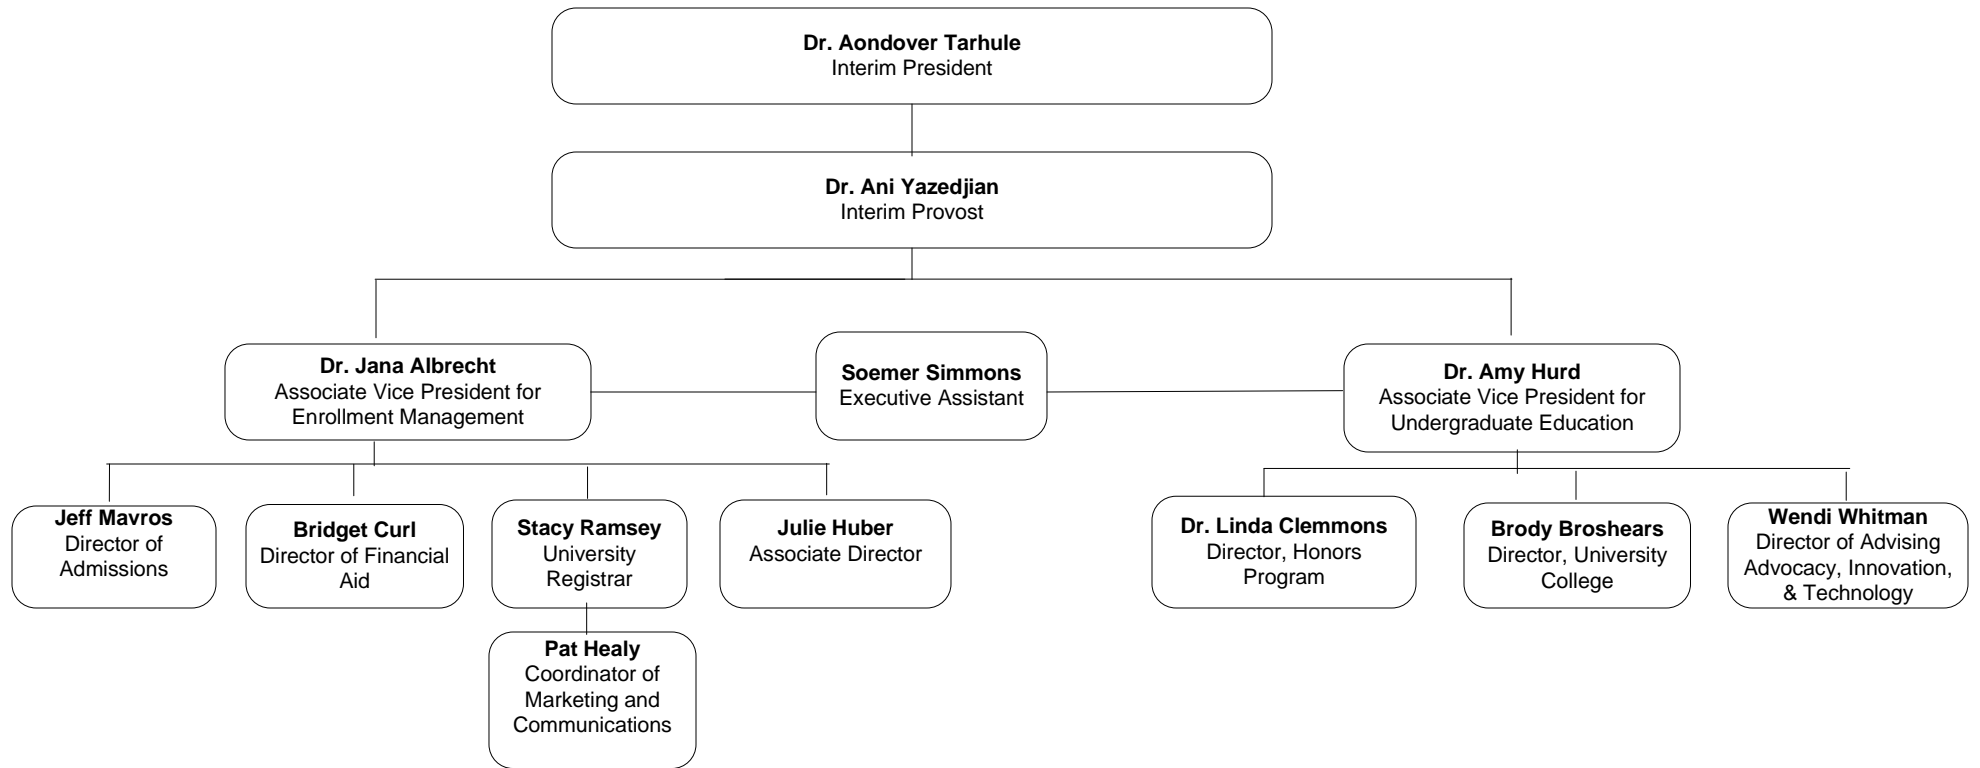 Dr. Aondover Tarhule
Interim President
Dr. Ani Yazedjian
Interim Provost
Dr. Jana Albrecht
Associate Vice President for
Enrollment Management
Soemer Simmons
Executive Assistant
Dr. Amy Hurd
Associate Vice President for
Undergraduate Education
Jeff Mavros
Director of
Admissions
Bridget Curl
Director of Financial
Aid
Stacy Ramsey
University
Registrar
Julie Huber
Associate Director
Dr. Linda Clemmons
Director, Honors
Program
Brody Broshears
Director, University
College
Wendi Whitman
Director of Advising
Advocacy, Innovation,
& Technology
Pat Healy
Coordinator of
Marketing and
Communications